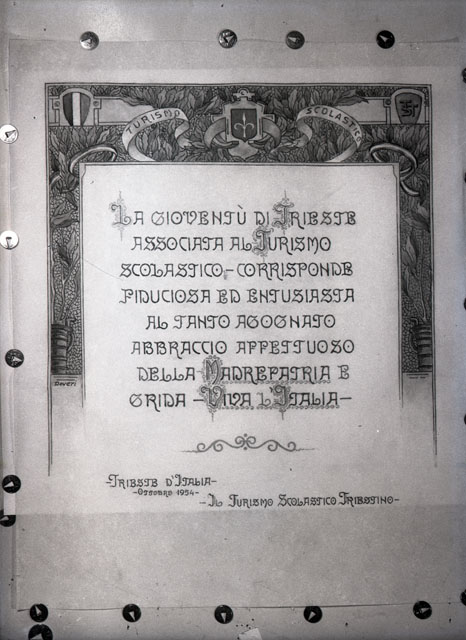 TURISMO SCOLASTICO
LA GIOVENTÙ DI TRIESTE
ASSOCIATA AL TURISMO
SCOLASTICO,- CORRISPONDE
FIDUCIOSA ED ENTUSIASTA
AL TANTO AGOGNATO
ABBRACCIO AFFETTUOSO
DELLA MADREPATRIA E
GRIDA - VIVA L'ITALIA -
- TRIESTE D'ITALIA -
- OTTOBRE 1954 -
- IL TURISMO SCOLASTICO TRIESTINO -